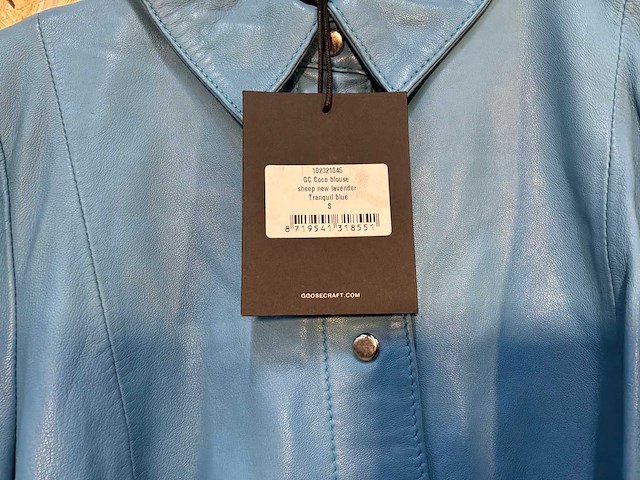 102321045
GC Coco blouse
sheep new lavender
Tranquil blue
S
8 719541 318551
GOOSECRAFT.COM